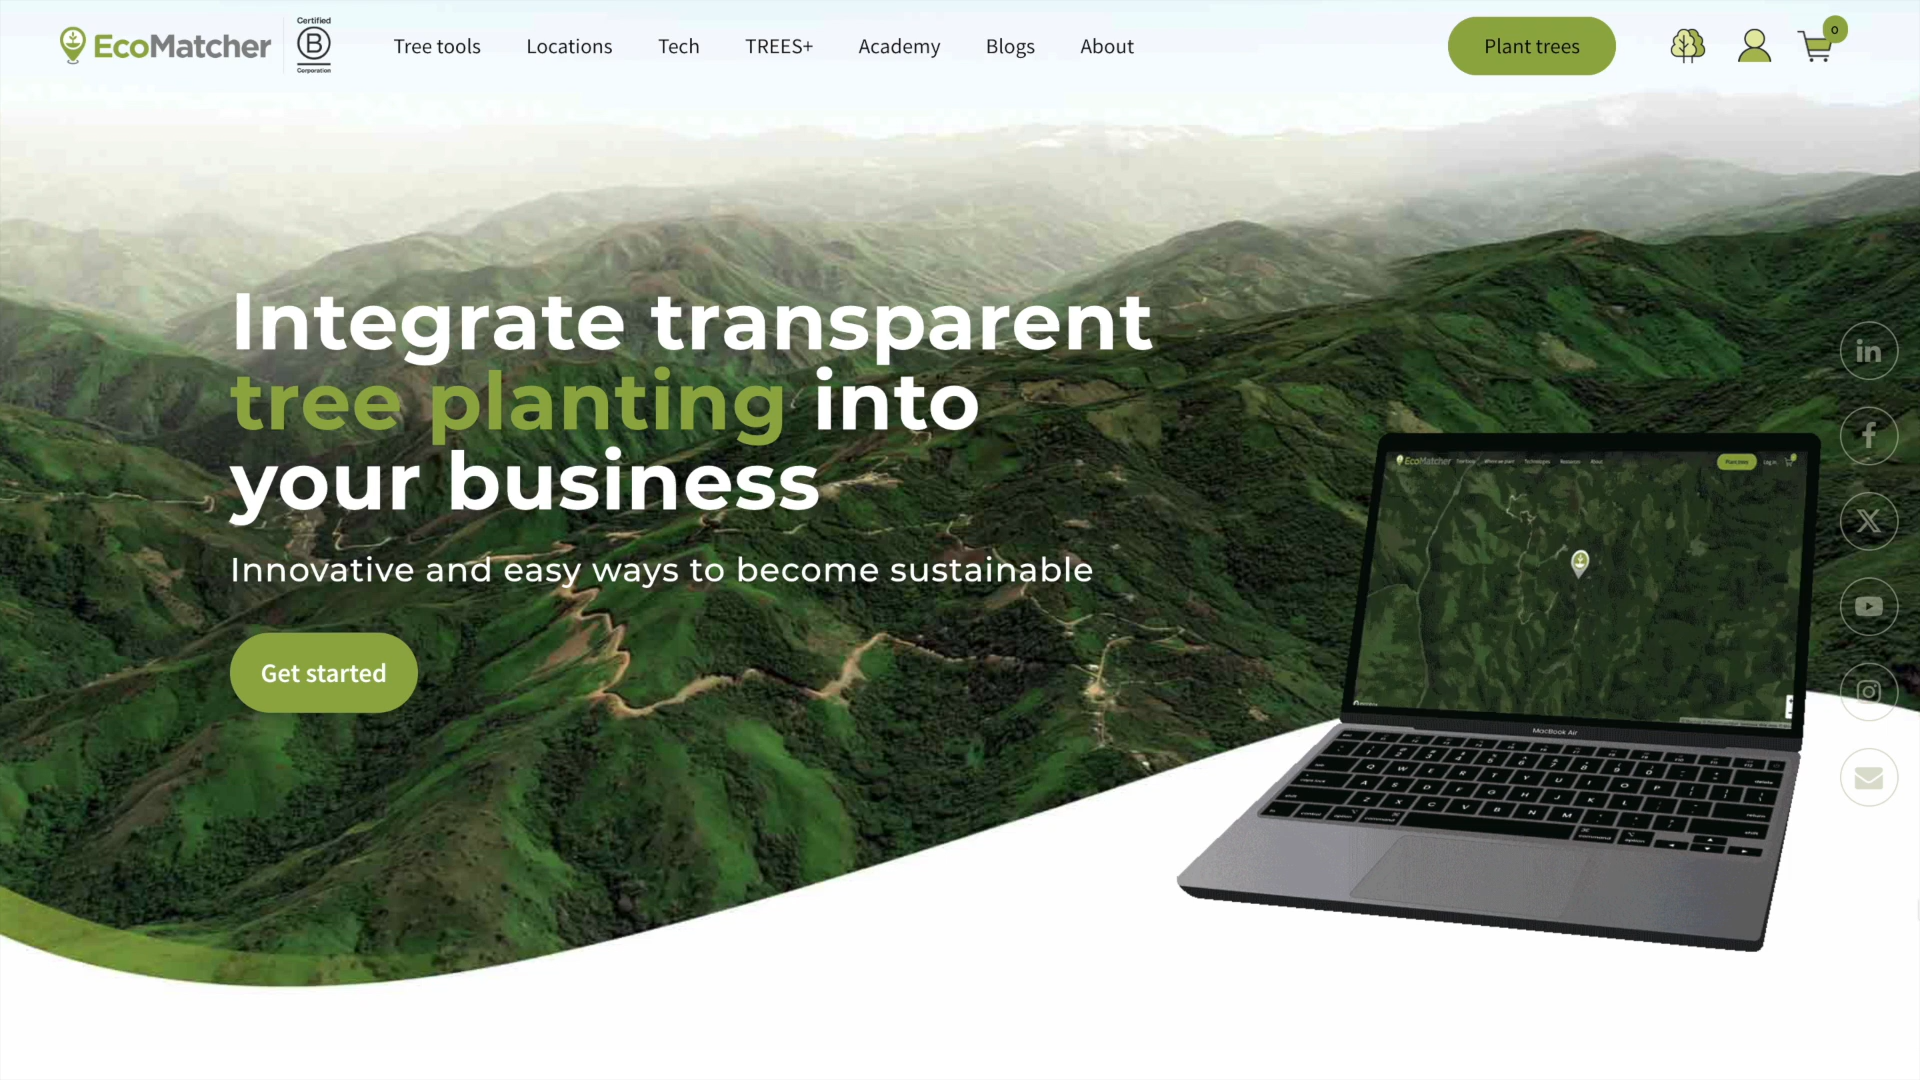 EcoMatcher
Certified
B
Corporation
Tree tools
Locations
Tech
TREES+
Academy
Blogs
About
Plant trees
0
Integrate transparent
tree planting into
your business
Innovative and easy ways to become sustainable
Get started
EcoMatcher
MacBook Air